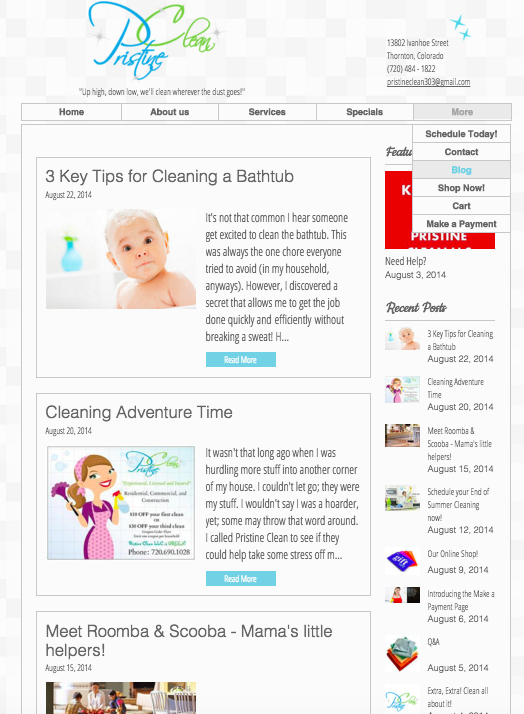 Pristine Clean
"Up high, down low, we'll clean wherever the dust goes!"
13802 Ivanhoe Street
Thornton, Colorado
(720) 484 - 1822
pristineclean303@gmail.com
Home
About us
Services
Specials
More
Schedule Today!
Contact
Blog
Shop Now!
Cart
Make a Payment
3 Key Tips for Cleaning a Bathtub
August 22, 2014
It's not that common I hear someone
get excited to clean the bathtub. This
was always the one chore everyone
tried to avoid (in my household,
anyways). However, I discovered a
secret that allows me to get the job
done quickly and efficiently without
breaking a sweat! H...
Read More
Cleaning Adventure Time
August 20, 2014
Pristine Clean
"Experienced, Licensed and Insured"
Residential, Commercial, and
Construction
$10 OFF your first clean
OR
$30 OFF your third clean
Phone: 720.690.1028
It wasn't that long ago when I was
hurdling more stuff into another corner
of my house. I couldn't let go; they were
my stuff. I wouldn't say I was a hoarder,
yet; some may throw that word around.
I called Pristine Clean to see if they
could help take some stress off m...
Read More
Meet Roomba & Scooba - Mama's little
helpers!
August 15, 2014
Featu
K
PRISTINE
Need Help?
August 3, 2014
Recent Posts
3 Key Tips for Cleaning
a Bathtub
August 22, 2014
Cleaning Adventure
Time
August 20, 2014
Meet Roomba &
Scooba - Mama's little
helpers!
August 15, 2014
Schedule your End of
Summer Cleaning
now!
August 12, 2014
gift
Our Online Shop!
August 9, 2014
Introducing the Make a
Payment Page
August 6, 2014
Q&A
August 5, 2014
Extra, Extra! Clean all
about it!